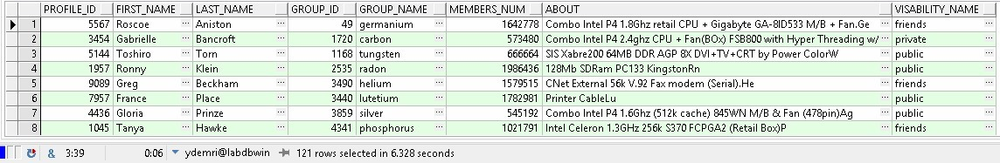 PROFILE_ID FIRST_NAME LAST_NAME GROUP_ID GROUP_NAME MEMBERS_NUM ABOUT VISABILITY_NAME
1 5567 Roscoe ... Aniston ... 49 germanium ... 1642778 Combo Intel P4 1.8Ghz retail CPU + Gigabyte GA-8ID533 M/B + Fan.Ge ... friends ...
2 3454 Gabrielle ... Bancroft ... 1720 carbon ... 573480 Combo Intel P4 2.4ghz CPU + Fan(BOx) FSB800 with Hyper Threading w/ ... private ...
3 5144 Toshiro ... Torn ... 1168 tungsten ... 666664 SIS Xabre200 64MB DDR AGP 8X DVI+TV+CRT by Power ColorW ... public ...
4 1957 Ronny ... Klein ... 2535 radon ... 1986436 128Mb SDRam PC133 KingstonRn ... public ...
5 9089 Greg ... Beckham ... 3490 helium ... 1579515 CNet External 56k V.92 Fax modem (Serial).He ... friends ...
6 7957 France ... Place ... 3440 lutetium ... 1782981 Printer CableLu ... public ...
7 4436 Gloria ... Prinze ... 3859 silver ... 545192 Combo Intel P4 1.6Ghz (512k cache) 845WN M/B & Fan (478pin)Ag ... public ...
8 1045 Tanya ... Hawke ... 4341 phosphorus ... 1021791 Intel Celeron 1.3GHZ 256k S370 FCPGA2 (Retail Box)P ... friends ...
& 3:39 0:06 ydemri@labdbwin 121 rows selected in 6.328 seconds